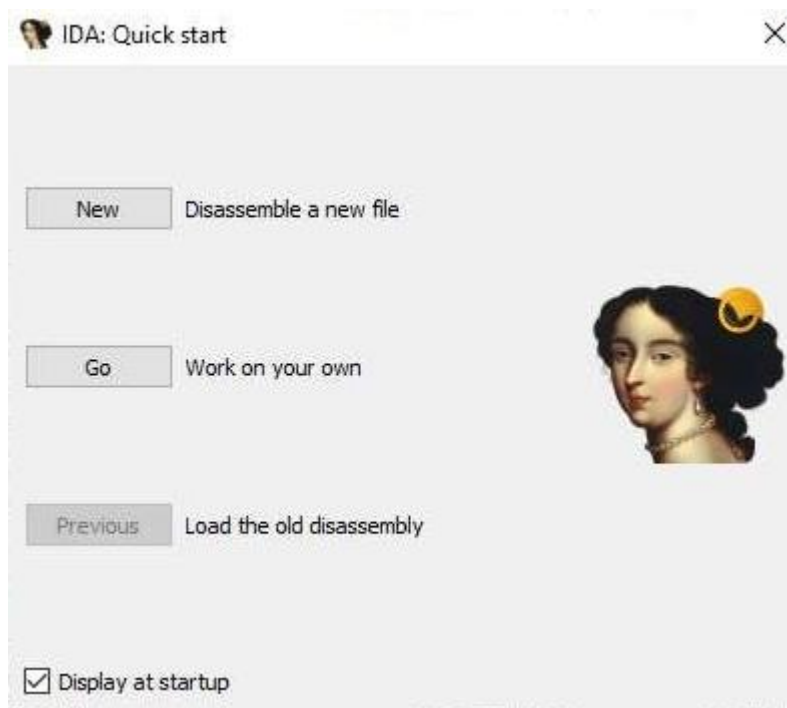 IDA: Quick start
New Disassemble a new file
Go Work on your own
Previous Load the old disassembly
Display at startup